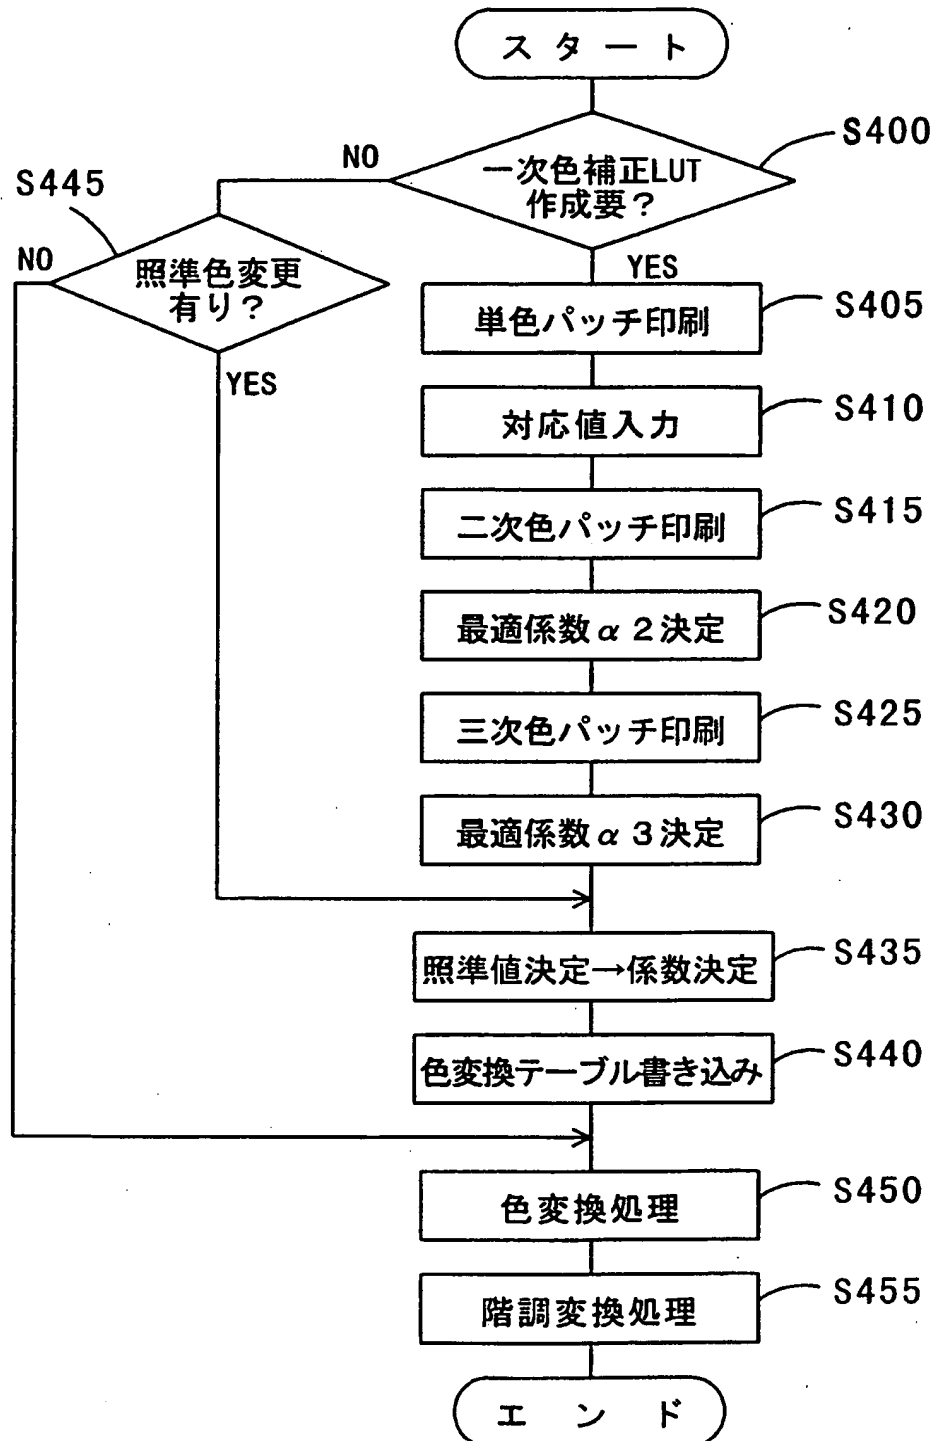 スタート
S400
一次色補正LUT
作成要?
NO
YES
S445
照準色変更
有り?
NO
YES
単色パッチ印刷
S405
対応値入力
S410
二次色パッチ印刷
S415
最適係数α2決定
S420
三次色パッチ印刷
S425
最適係数α3決定
S430
照準値決定→係数決定
S435
色変換テーブル書き込み
S440
色変換処理
S450
階調変換処理
S455
エンド